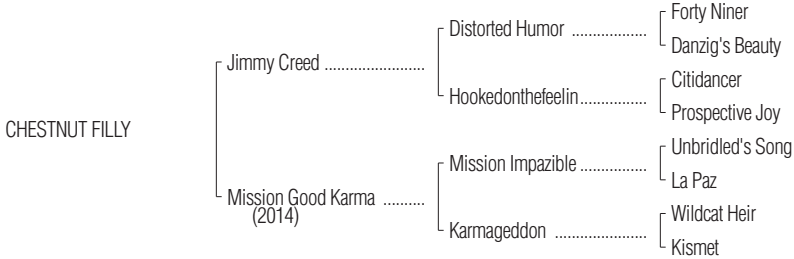 Forty Niner
Distorted Humor ....................
Danzig's Beauty
Jimmy Creed ..........................
Citidancer
Hookedonthefeelin..................
Prospective Joy
CHESTNUT FILLY
Unbridled's Song
Mission Impazible ..................
La Paz
Mission Good Karma ...........
(2014)
Wildcat Heir
Karmageddon ........................
Kismet